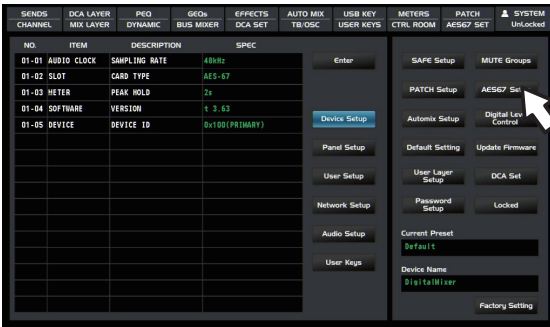 SENDS DCA LAYER PEQ GEQs EFFECTS AUTO MIX USB KEY METERS PATCH SYSTEM
CHANNEL MIX LAYER DYNAMIC BUS MIXER DCA SET TB/OSC USER KEYS CTRL ROOM AES67 SET UnLocked
NO. ITEM DESCRIPTION SPEC
01-01 AUDIO CLOCK SAMPLING RATE 48kHz
01-02 SLOT CARD TYPE AES-67
01-03 METER PEAK HOLD 2s
01-04 SOFTWARE VERSION t 3.63
01-05 DEVICE DEVICE ID 0x100(PRIMARY)
Enter
Device Setup
Panel Setup
User Setup
Network Setup
Audio Setup
User Keys
SAFE Setup MUTE Groups
PATCH Setup AES67
Automix Setup Digital
Control
Default Setting Update Firmware
User Layer
Setup
DCA Set
Password
Setup
Locked
Current Preset
Default
Device Name
DigitalMixer
Factory Setting